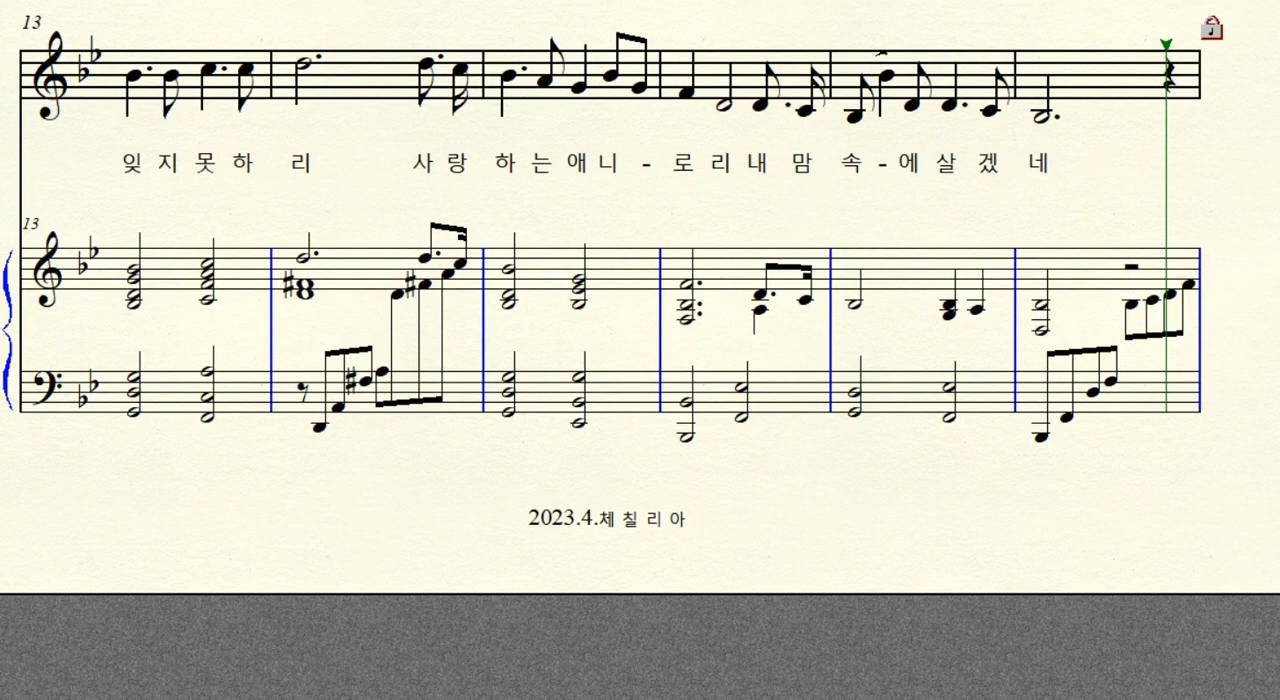 13
잊 지 못 하 리 사 랑 하 는 애 니 - 로 리 내 맘 속 - 에 살 겠 네
13
2023.4.체 칠 리 아